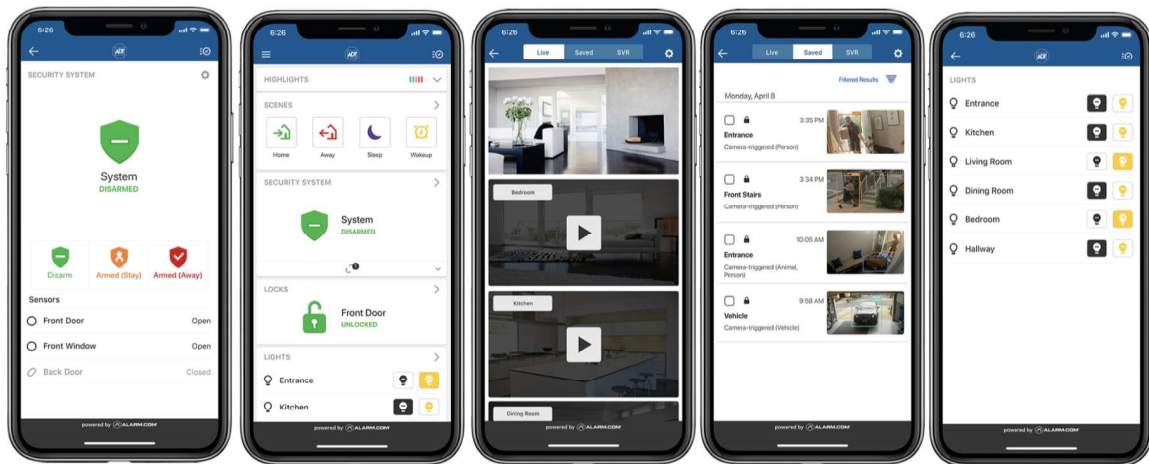 6:26
ADT
SECURITY SYSTEM
System
DISARMED
Disarm
Armed (Stay)
Armed (Away)
Sensors
Front Door Open
Front Window Open
Back Door Closed
powered by ALARM.COM
6:26
ADT
HIGHLIGHTS
SCENES
Home
Away
Sleep
Wakeup
SECURITY SYSTEM
System
DISARMED
LOCKS
Front Door
UNLOCKED
LIGHTS
Entrance
Kitchen
powered by ALARM.COM
6:26
Live Saved SVR
Bedroom
Kitchen
Dining Room
powered by ALARM.COM
6:26
Live Saved SVR
Filtered Results
Monday, April 8
3:35 PM
Entrance
Camera-triggered (Person)
3:34 PM
Front Stairs
Camera-triggered (Person)
10:05 AM
Entrance
Camera-triggered (Animal,
Person)
9:58 AM
Vehicle
Camera-triggered (Vehicle)
powered by ALARM.COM
6:26
ADT
LIGHTS
Entrance
Kitchen
Living Room
Dining Room
Bedroom
Hallway
powered by ALARM.COM